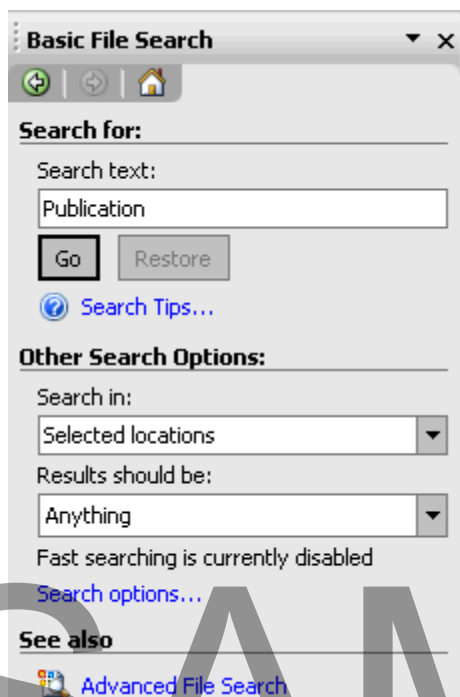 Basic File Search
Search for:
Search text:
Publication
Go Restore
Search Tips...
Other Search Options:
Search in:
Selected locations
Results should be:
Anything
Fast searching is currently disabled
Search options...
See also
Advanced File Search